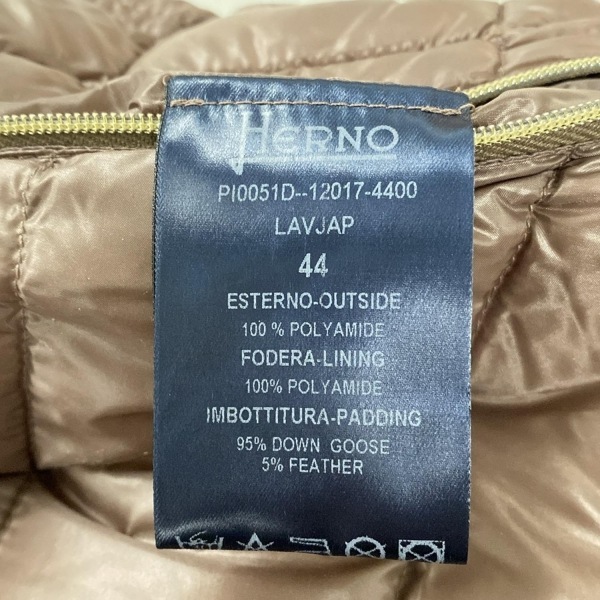 HERNO
PI0051D--12017-4400
LAVJAP
44
ESTERNO-OUTSIDE
100 % POLYAMIDE
FODERA-LINING
100% POLYAMIDE
IMBOTTITURA-PADDING
95% DOWN GOOSE
5% FEATHER